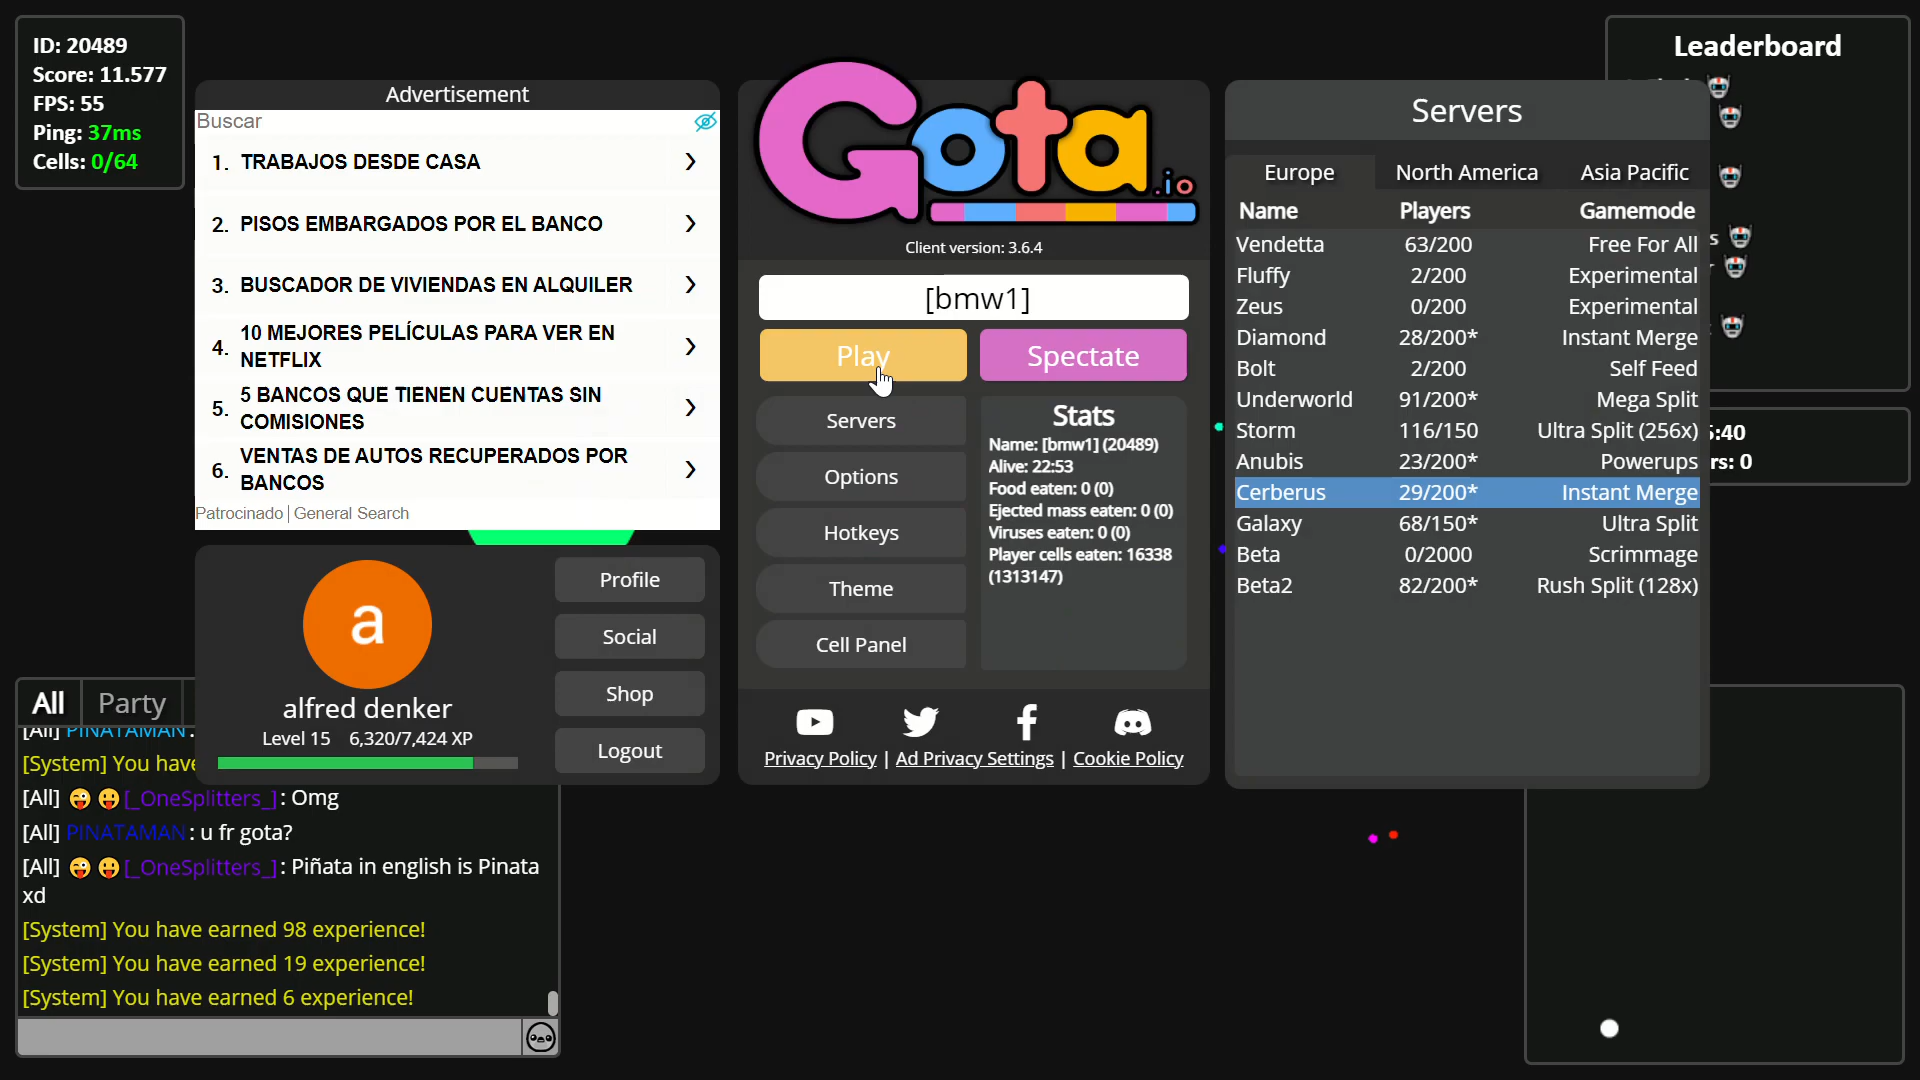 ID: 20489
Score: 11.577
FPS: 55
Ping: 37ms
Cells: 0/64
Advertisement
Buscar
1. TRABAJOS DESDE CASA
2. PISOS EMBARGADOS POR EL BANCO
3. BUSCADOR DE VIVIENDAS EN ALQUILER
4. 10 MEJORES PELÍCULAS PARA VER EN
NETFLIX
5. 5 BANCOS QUE TIENEN CUENTAS SIN
COMISIONES
6. VENTAS DE AUTOS RECUPERADOS POR
BANCOS
Patrocinado | General Search
a
alfred denker
Level 15 6,320/7,424 XP
Profile
Social
Shop
Logout
Gota.io
Client version: 3.6.4
[bmw1]
Play
Spectate
Servers
Options
Hotkeys
Theme
Cell Panel
Stats
Name: [bmw1] (20489)
Alive: 22:53
Food eaten: 0 (0)
Ejected mass eaten: 0 (0)
Viruses eaten: 0 (0)
Player cells eaten: 16338
(1313147)
Privacy Policy | Ad Privacy Settings | Cookie Policy
Servers
Europe North America Asia Pacific
Name Players Gamemode
Vendetta 63/200 Free For All
Fluffy 2/200 Experimental
Zeus 0/200 Experimental
Diamond 28/200* Instant Merge
Bolt 2/200 Self Feed
Underworld 91/200* Mega Split
Storm 116/150 Ultra Split (256x)
Anubis 23/200* Powerups
Cerberus 29/200* Instant Merge
Galaxy 68/150* Ultra Split
Beta 0/2000 Scrimmage
Beta2 82/200* Rush Split (128x)
Leaderboard
:40
rs: 0
All Party
[All] PINATAMAN:
[System] You have
[All] 😜 😛 [_OneSplitters_]: Omg
[All] PINATAMAN: u fr gota?
[All] 😜 😛 [_OneSplitters_]: Piñata in english is Pinata
xd
[System] You have earned 98 experience!
[System] You have earned 19 experience!
[System] You have earned 6 experience!